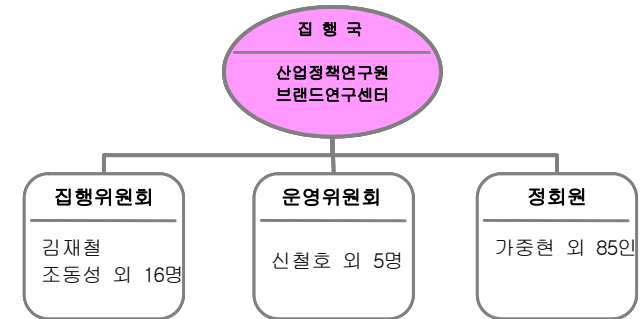 집 행 국
산업정책연구원
브랜드연구센터
집행위원회
김재철
조동성 외 16명
운영위원회
신철호 외 5명
정회원
가중현 외 85인